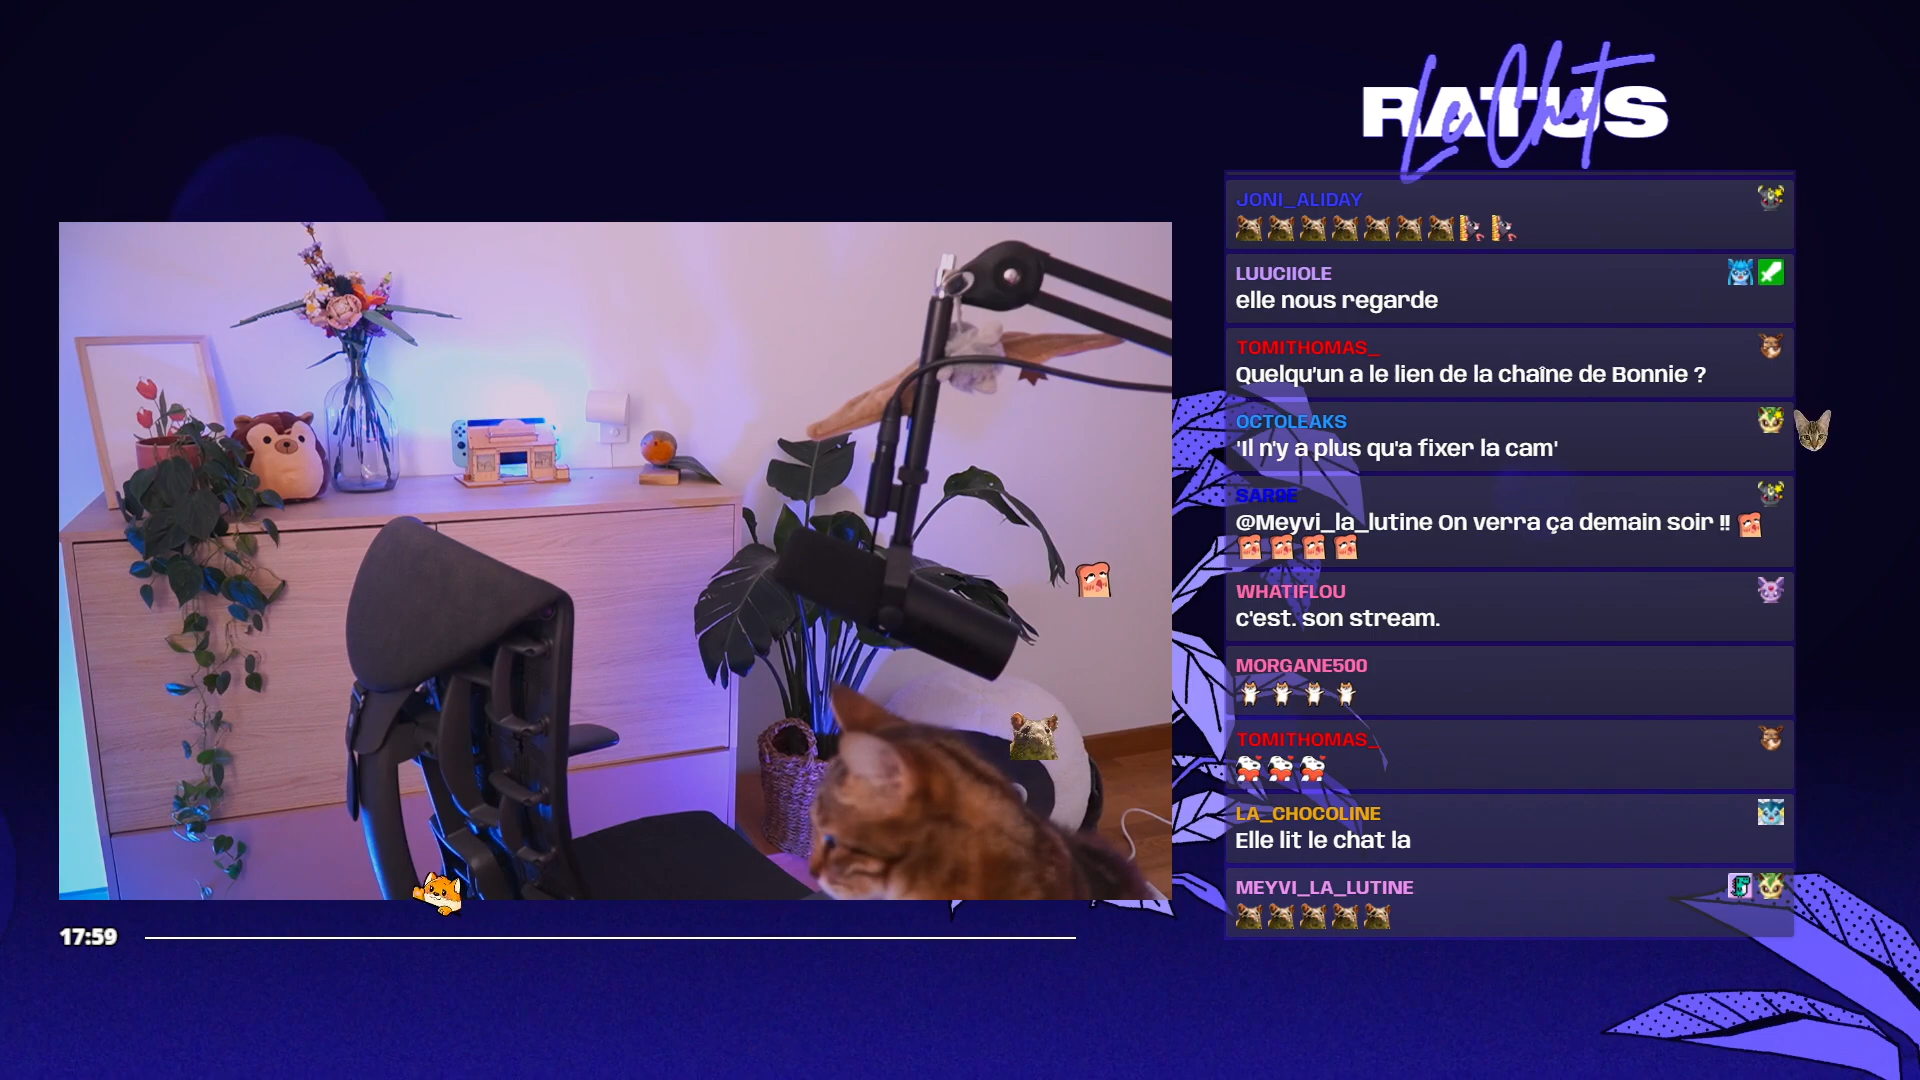 RATUS
Le Chat
JONI_ALIDAY
LUUCIIOLE
elle nous regarde
TOMITHOMAS_
Quelqu'un a le lien de la chaîne de Bonnie ?
OCTOLEAKS
'Il n'y a plus qu'a fixer la cam'
SAR9E
@Meyvi_la_lutine On verra ça demain soir !!
WHATIFLOU
c'est. son stream.
MORGANE500
TOMITHOMAS_
LA_CHOCOLINE
Elle lit le chat la
MEYVI_LA_LUTINE
17:59